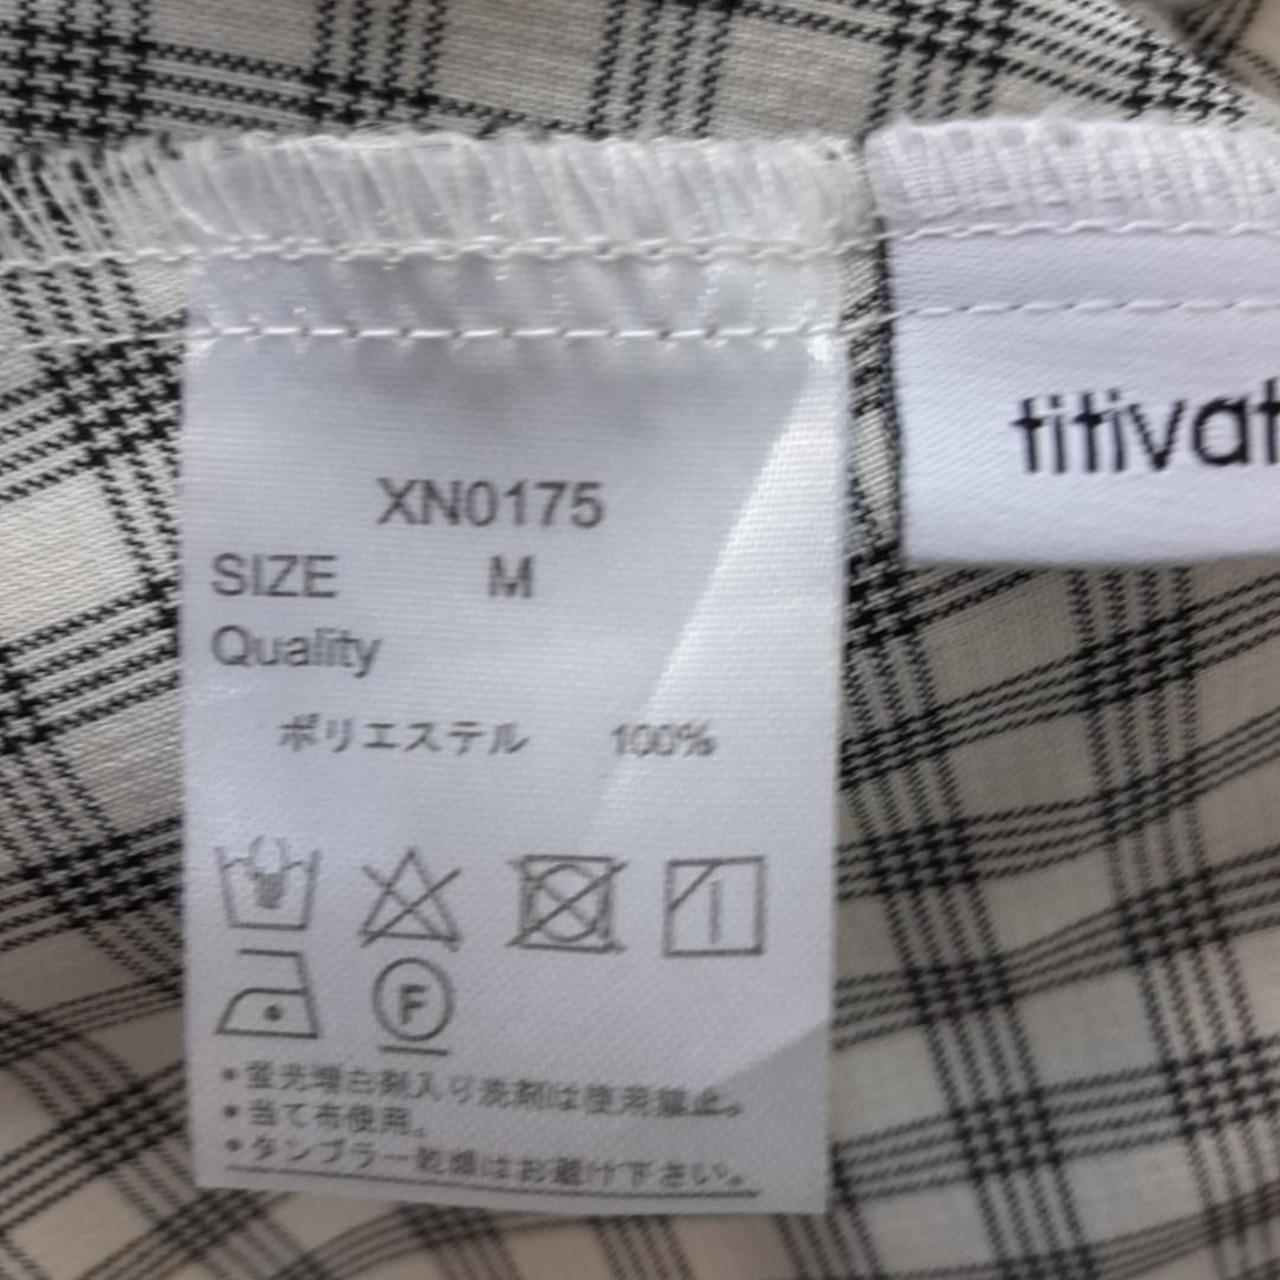 XN0175
SIZE M
Quality
ポリエステル 100%
F
•蛍光増白剤入り洗剤は使用禁止。
•当て布使用。
•タンブラー乾燥はお避け下さい。
titivat